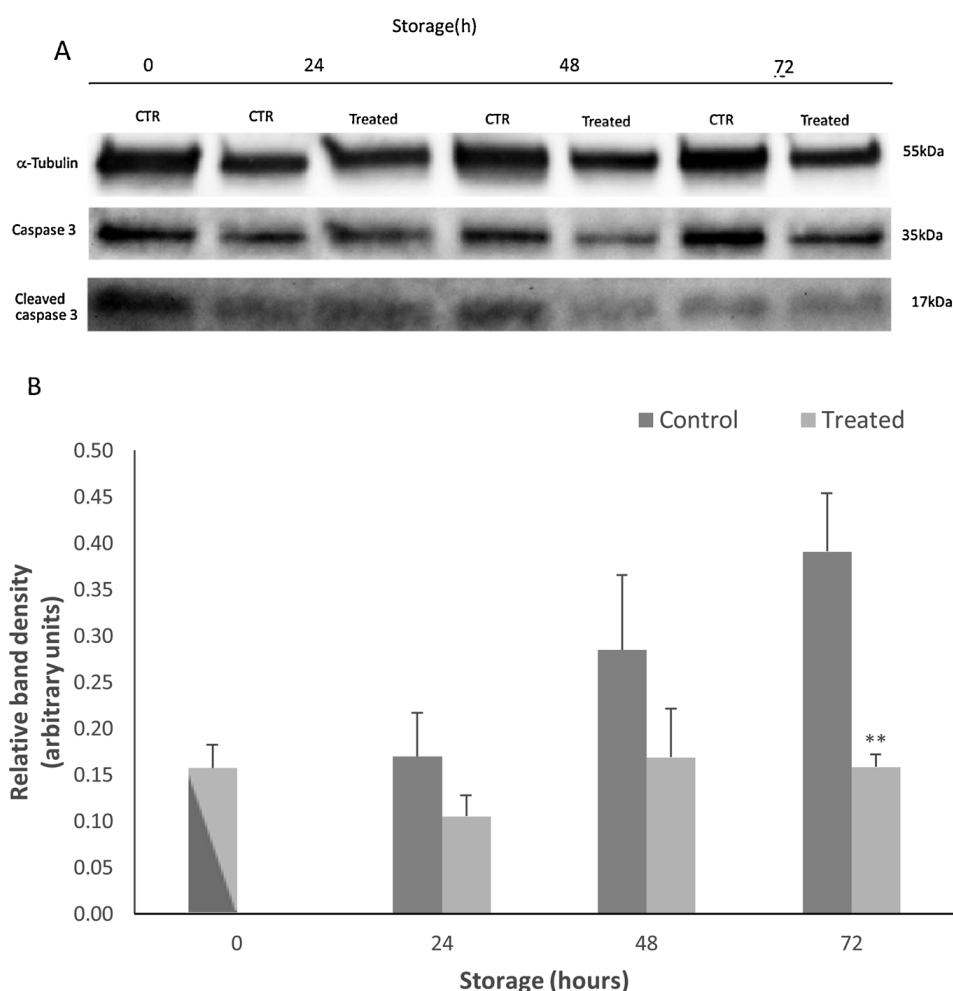 Storage(h)
A
0 24 48 72
CTR CTR Treated CTR Treated CTR Treated
α-Tubulin 55kDa
Caspase 3 35kDa
Cleaved
caspase 3 17kDa
B
Control Treated
0.50
0.45
0.40
0.35
0.30
0.25
0.20
0.15
0.10
0.05
0.00
Relative band density
(arbitrary units)
**
0 24 48 72
Storage (hours)